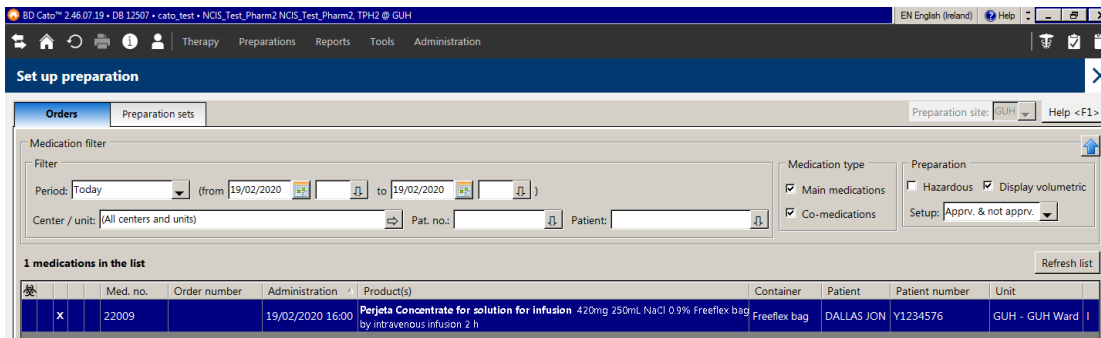 BD Cato™ 2.46.07.19 • DB 12507 • cato_test • NCIS_Test_Pharm2 NCIS_Test_Pharm2, TPH2 @ GUH EN English (Ireland) Help
Therapy Preparations Reports Tools Administration
Set up preparation
Orders Preparation sets Preparation site: GUH Help <F1>
Medication filter
Filter Medication type Preparation
Period: Today (from 19/02/2020 to 19/02/2020 ) Main medications Hazardous Display volumetric
Center / unit: (All centers and units) Pat. no.: Patient: Co-medications Setup: Apprv. & not apprv.
1 medications in the list Refresh list
Med. no. Order number Administration Product(s) Container Patient Patient number Unit
X 22009 19/02/2020 16:00 Perjeta Concentrate for solution for infusion 420mg 250mL NaCl 0.9% Freeflex bag Freeflex bag DALLAS JON Y1234576 GUH - GUH Ward I
by intravenous infusion 2 h